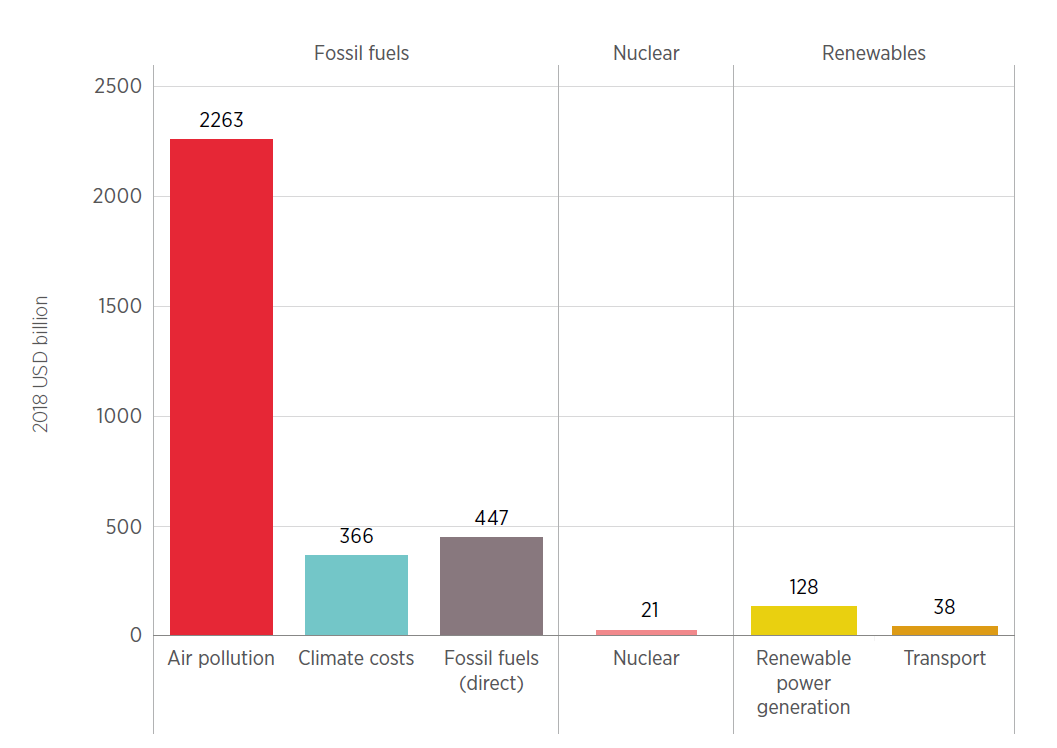 Fossil fuels
Nuclear
Renewables
2500
2000
1500
1000
500
0
2018 USD billion
2263
366
447
21
128
38
Air pollution
Climate costs
Fossil fuels
(direct)
Nuclear
Renewable
power
generation
Transport